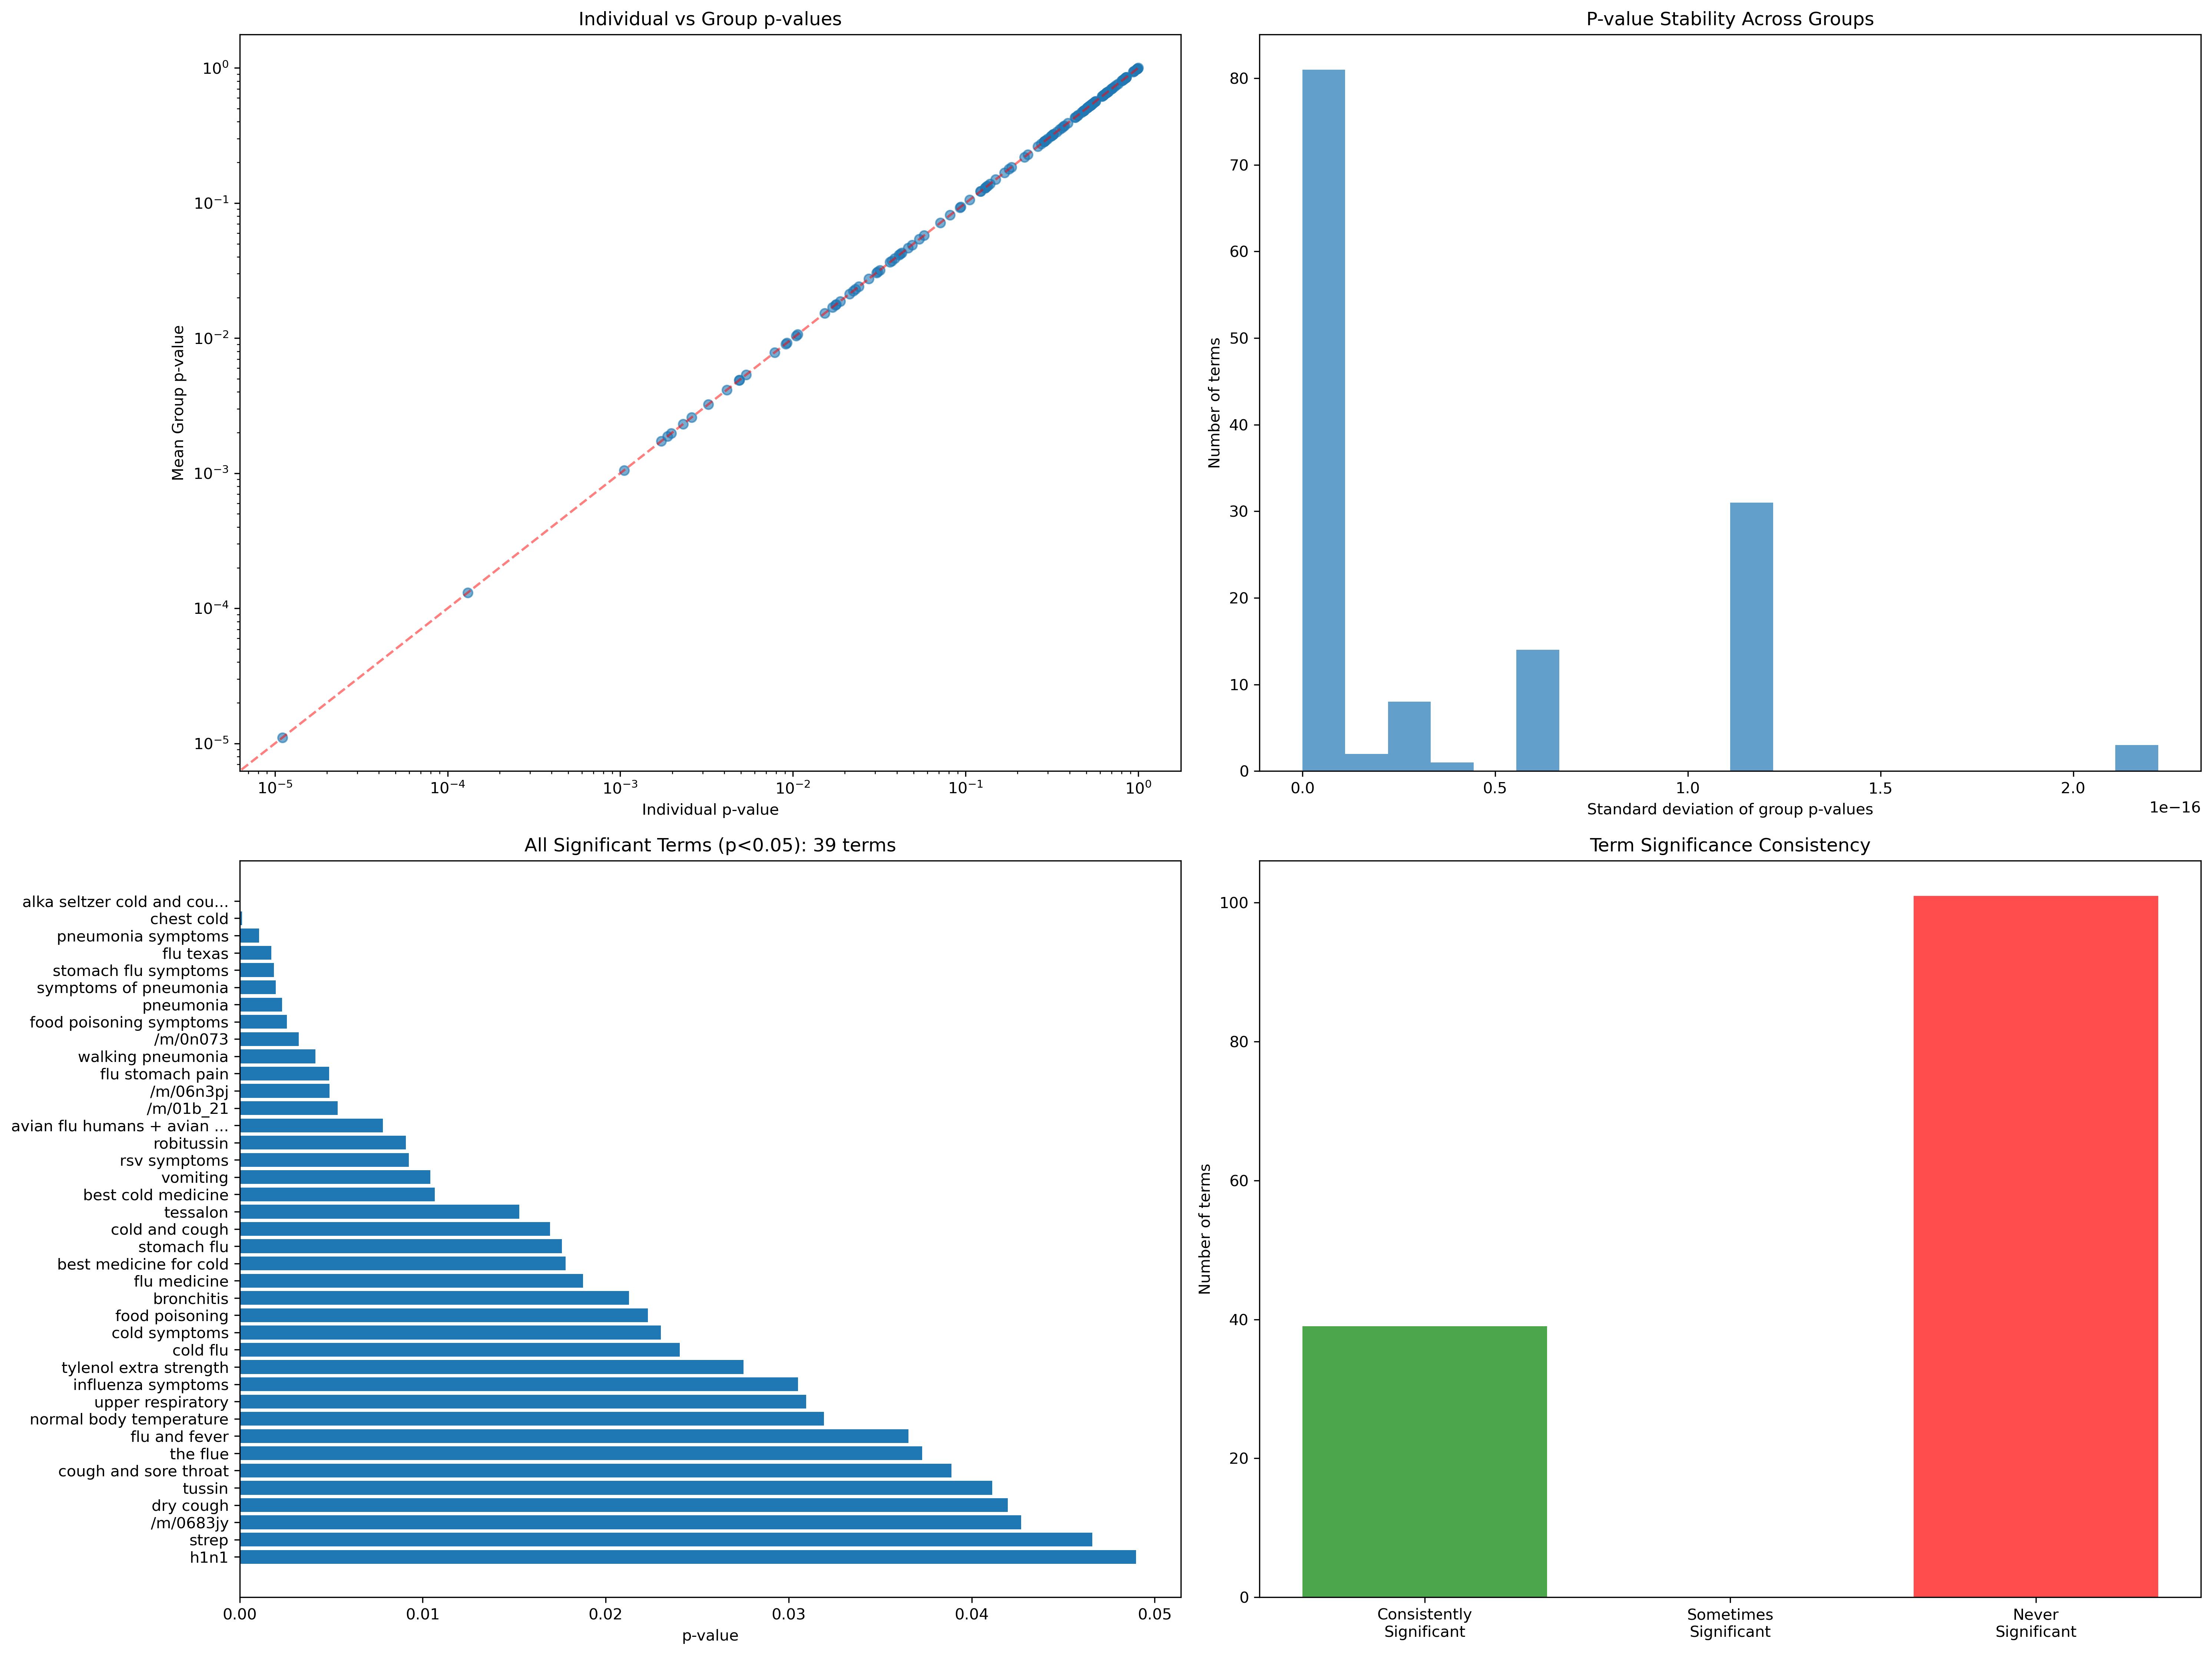 Individual vs Group p-values
10⁰
10⁻¹
10⁻²
10⁻³
10⁻⁴
10⁻⁵
Mean Group p-value
10⁻⁵ 10⁻⁴ 10⁻³ 10⁻² 10⁻¹ 10⁰
Individual p-value
P-value Stability Across Groups
80
70
60
50
40
30
20
10
0
Number of terms
0.0 0.5 1.0 1.5 2.0
1e−16
Standard deviation of group p-values
All Significant Terms (p<0.05): 39 terms
alka seltzer cold and cou...
chest cold
pneumonia symptoms
flu texas
stomach flu symptoms
symptoms of pneumonia
pneumonia
food poisoning symptoms
/m/0n073
walking pneumonia
flu stomach pain
/m/06n3pj
/m/01b_21
avian flu humans + avian ...
robitussin
rsv symptoms
vomiting
best cold medicine
tessalon
cold and cough
stomach flu
best medicine for cold
flu medicine
bronchitis
food poisoning
cold symptoms
cold flu
tylenol extra strength
influenza symptoms
upper respiratory
normal body temperature
flu and fever
the flue
cough and sore throat
tussin
dry cough
/m/0683jy
strep
h1n1
0.00 0.01 0.02 0.03 0.04 0.05
p-value
Term Significance Consistency
100
80
60
40
20
0
Number of terms
Consistently
Significant
Sometimes
Significant
Never
Significant